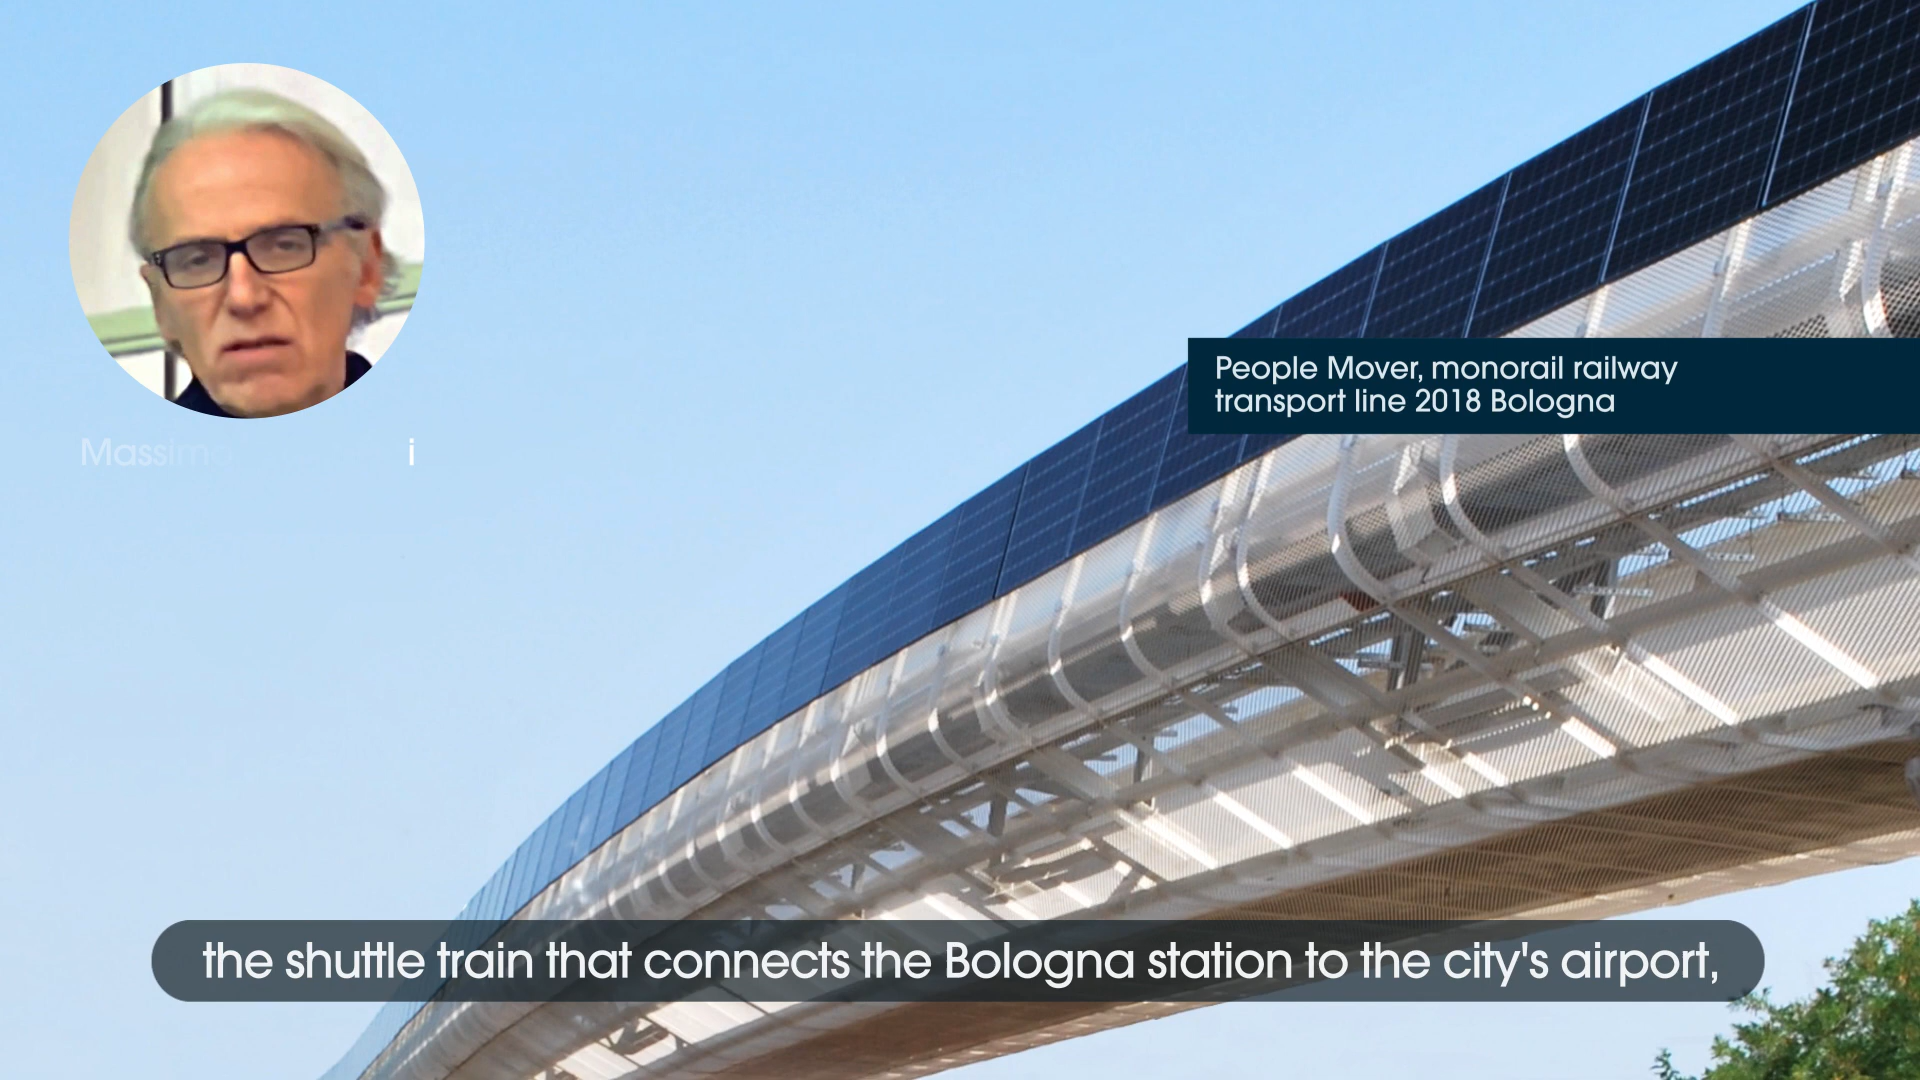 Massimo i
People Mover, monorail railway
transport line 2018 Bologna
the shuttle train that connects the Bologna station to the city's airport,